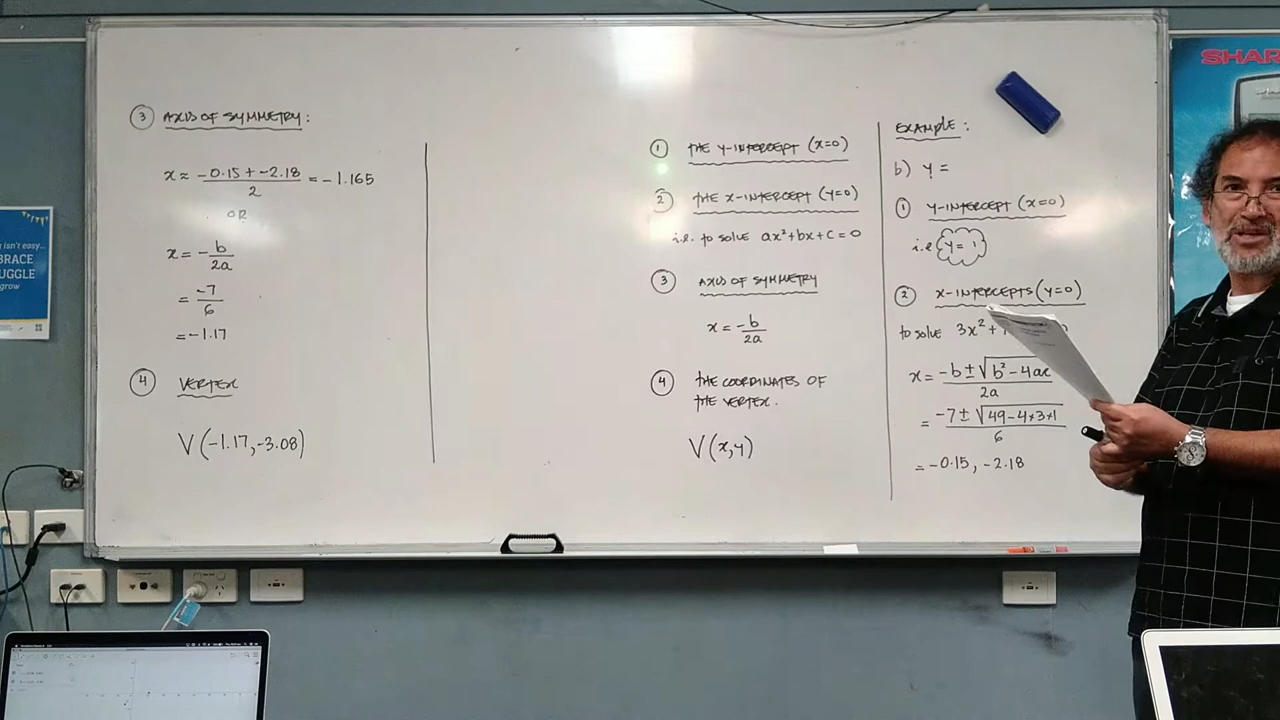 ③ AXIS OF SYMMETRY:
x ≈ (-0.15 + -2.18)/2 = -1.165
OR
x = -b/2a
= -7/6
= -1.17
④ VERTEX
V(-1.17, -3.08)
① THE Y-INTERCEPT (x=0)
② THE X-INTERCEPT (y=0)
i.e. to solve ax²+bx+c=0
③ AXIS OF SYMMETRY
x = -b/2a
④ THE COORDINATES OF
THE VERTEX.
V(x,y)
EXAMPLE:
b) y =
① Y-INTERCEPT (x=0)
i.e. y = 1
② X-INTERCEPTS (y=0)
to solve 3x² +
x = (-b ± √(b² - 4ac))/2a
= (-7 ± √(49 - 4×3×1))/6
= -0.15, -2.18
SHAR
isn't easy...
BRACE
UGGLE
grow